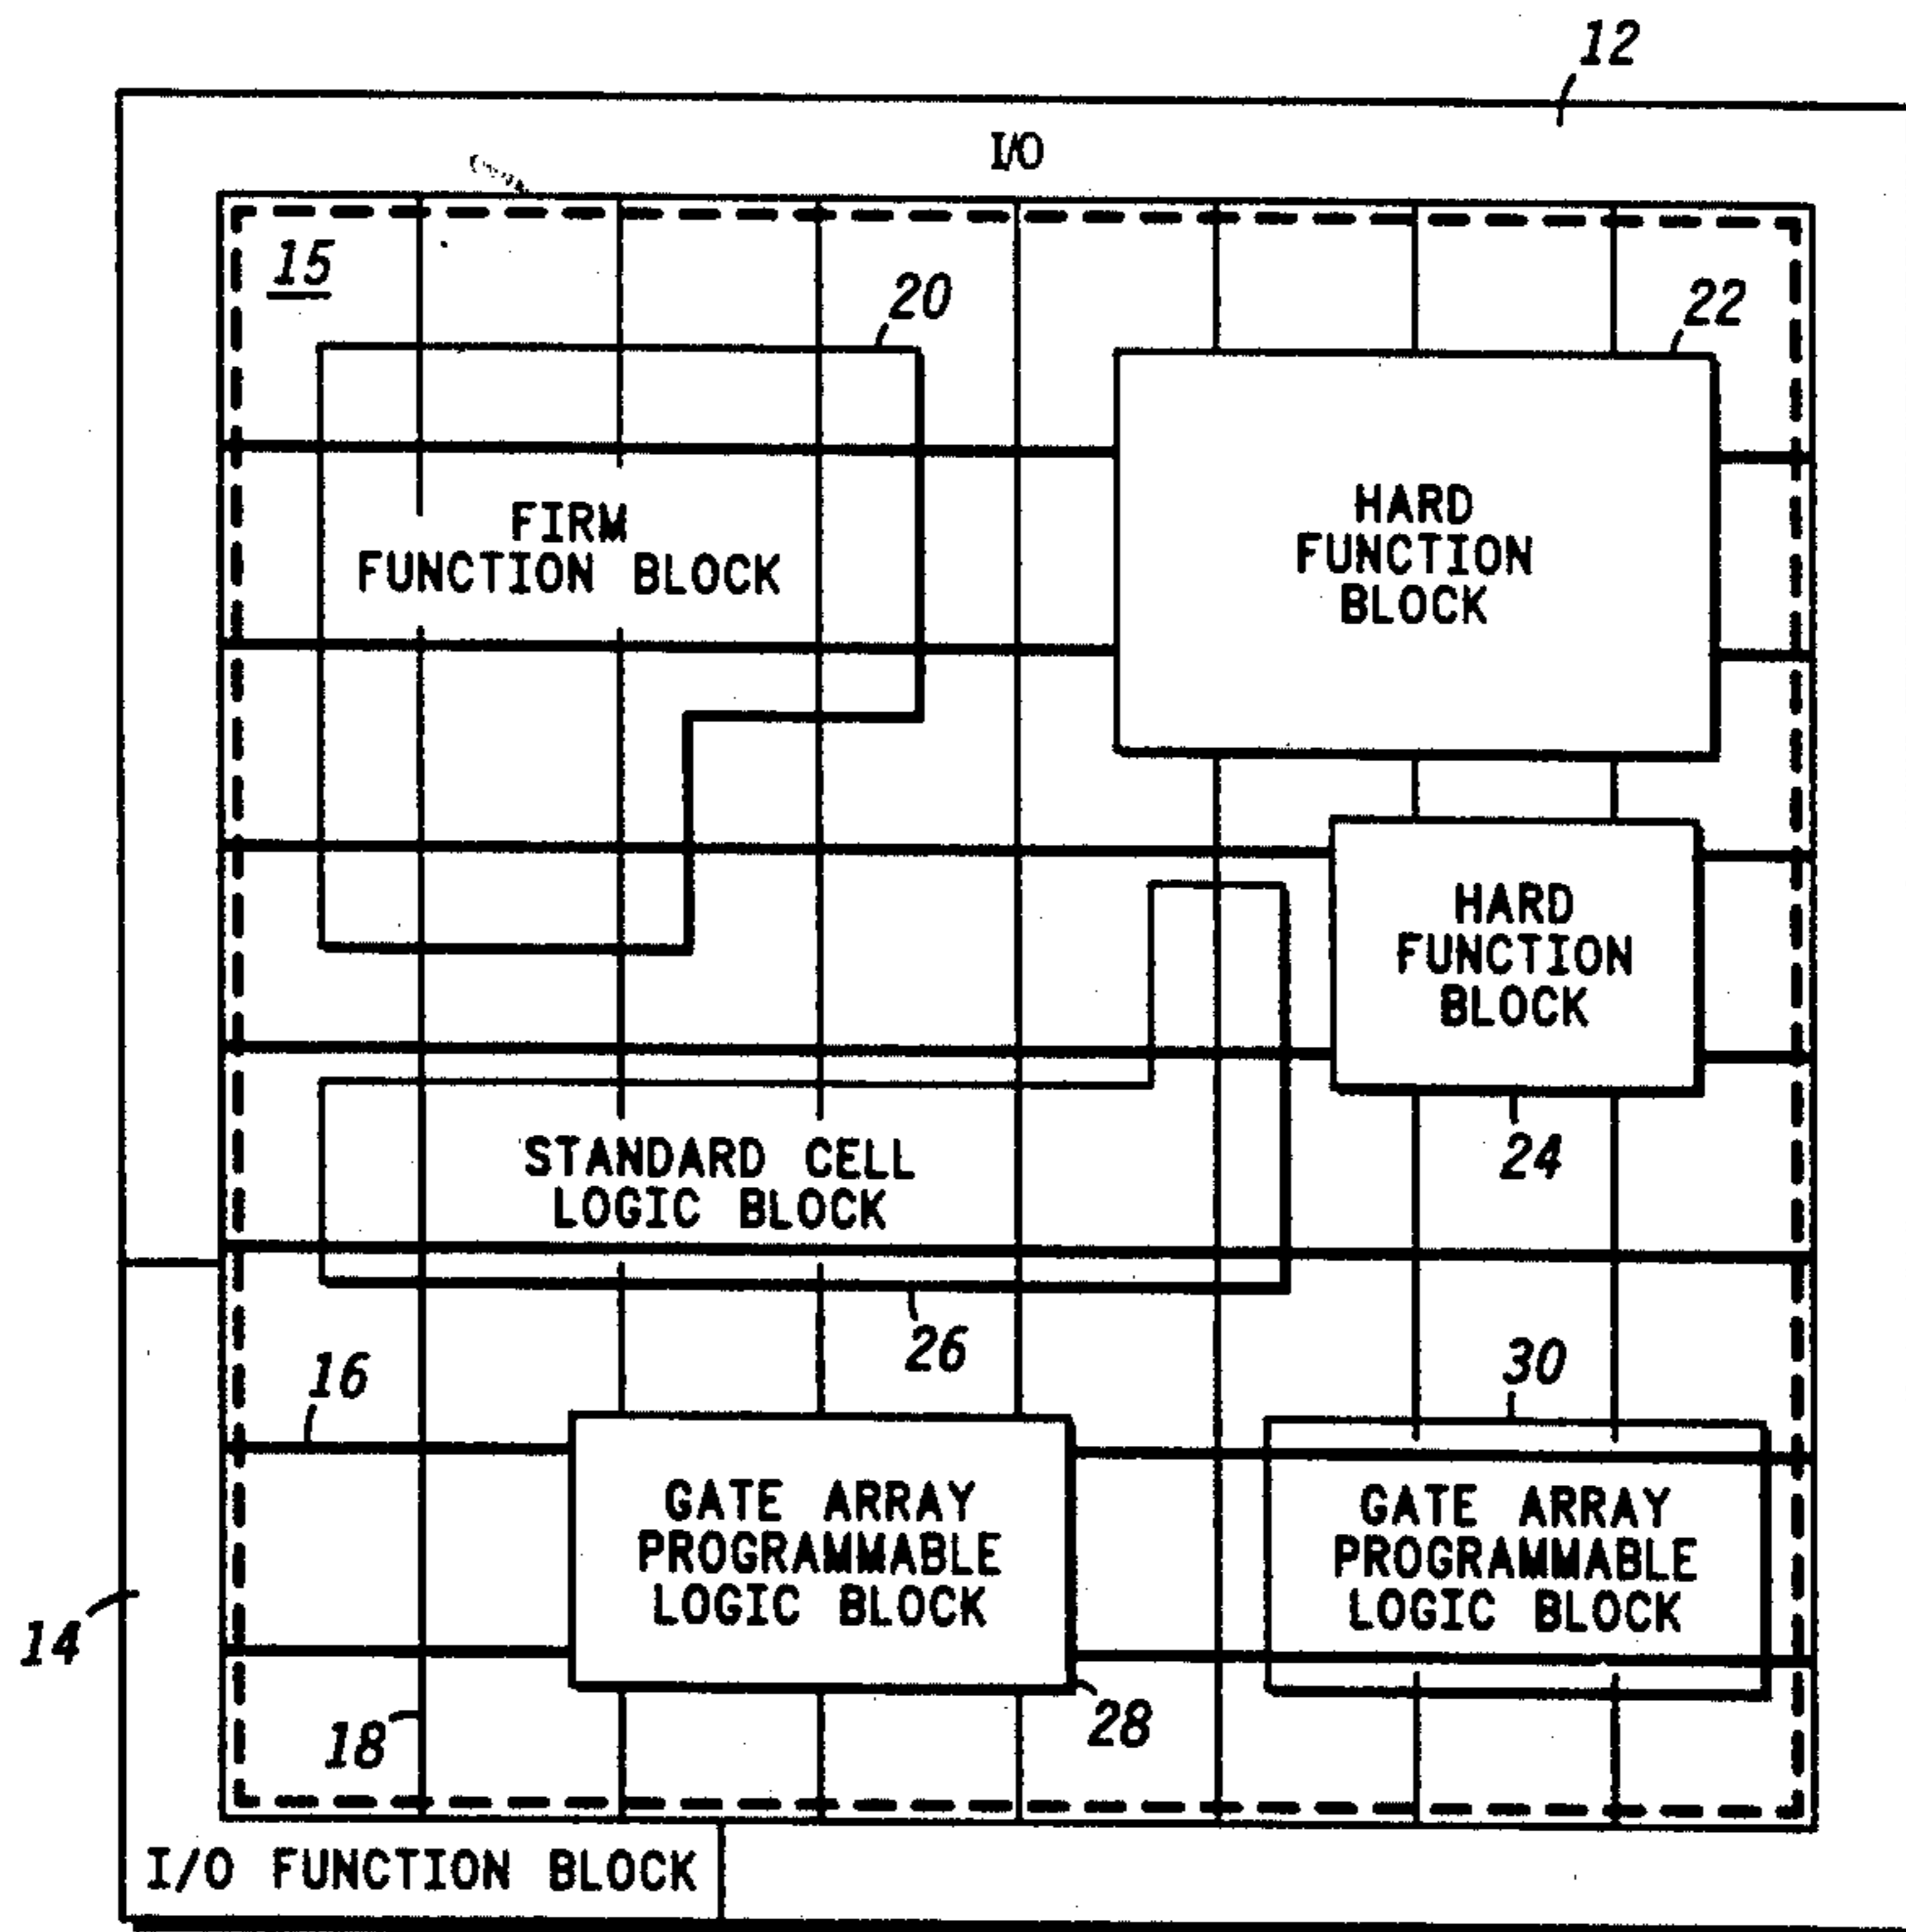 12
I/O
15
20
22
FIRM
FUNCTION BLOCK
HARD
FUNCTION
BLOCK
HARD
FUNCTION
BLOCK
24
STANDARD CELL
LOGIC BLOCK
26
16
30
GATE ARRAY
PROGRAMMABLE
LOGIC BLOCK
GATE ARRAY
PROGRAMMABLE
LOGIC BLOCK
14
18
28
I/O FUNCTION BLOCK